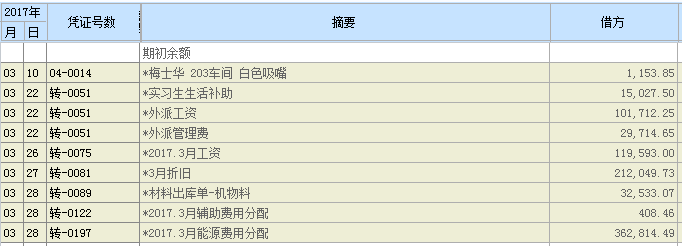 2017年 凭证号数 摘要 借方
月 日
期初余额
03 10 04-0014 *梅士华 203车间 白色吸嘴 1,153.85
03 22 转-0051 *实习生生活补助 15,027.50
03 22 转-0051 *外派工资 101,712.25
03 22 转-0051 *外派管理费 29,714.65
03 26 转-0075 *2017.3月工资 119,593.00
03 27 转-0081 *3月折旧 212,049.73
03 28 转-0089 *材料出库单-机物料 32,533.07
03 28 转-0122 *2017.3月辅助费用分配 408.46
03 28 转-0197 *2017.3月能源费用分配 362,814.49